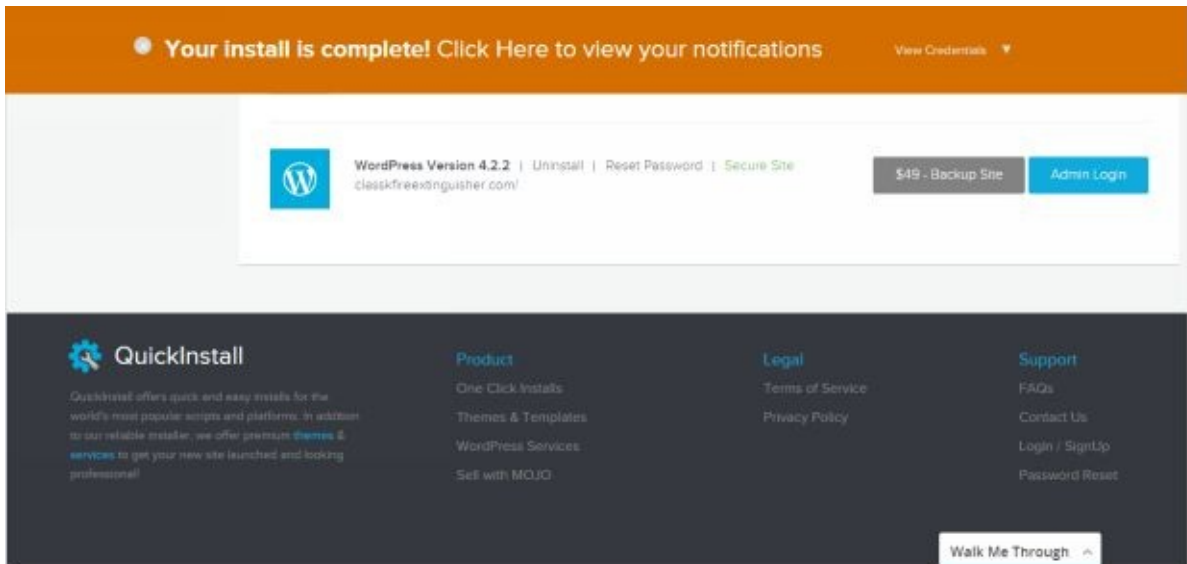 Your install is complete! Click Here to view your notifications
View Credentials
WordPress Version 4.2.2 | Uninstall | Reset Password | Secure Site
classkfireextinguisher.com/
$49 - Backup Site
Admin Login
QuickInstall
QuickInstall offers quick and easy installs for the
world's most popular scripts and platforms. In addition
to our reliable installer, we offer premium themes &
services to get your new site launched and looking
professional!
Product
One Click Installs
Themes & Templates
WordPress Services
Sell with MOJO
Legal
Terms of Service
Privacy Policy
Support
FAQs
Contact Us
Login / SignUp
Password Reset
Walk Me Through